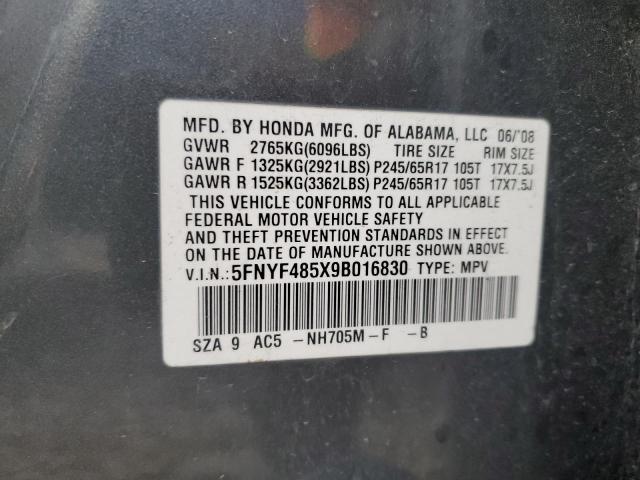 MFD. BY HONDA MFG. OF ALABAMA, LLC 06/'08
GVWR 2765KG(6096LBS) TIRE SIZE RIM SIZE
GAWR F 1325KG(2921LBS) P245/65R17 105T 17X7.5J
GAWR R 1525KG(3362LBS) P245/65R17 105T 17X7.5J
THIS VEHICLE CONFORMS TO ALL APPLICABLE
FEDERAL MOTOR VEHICLE SAFETY
AND THEFT PREVENTION STANDARDS IN EFFECT
ON THE DATE OF MANUFACTURE SHOWN ABOVE.
V.I.N.:5FNYF485X9B016830 TYPE: MPV
SZA 9 AC5 -NH705M-F -B